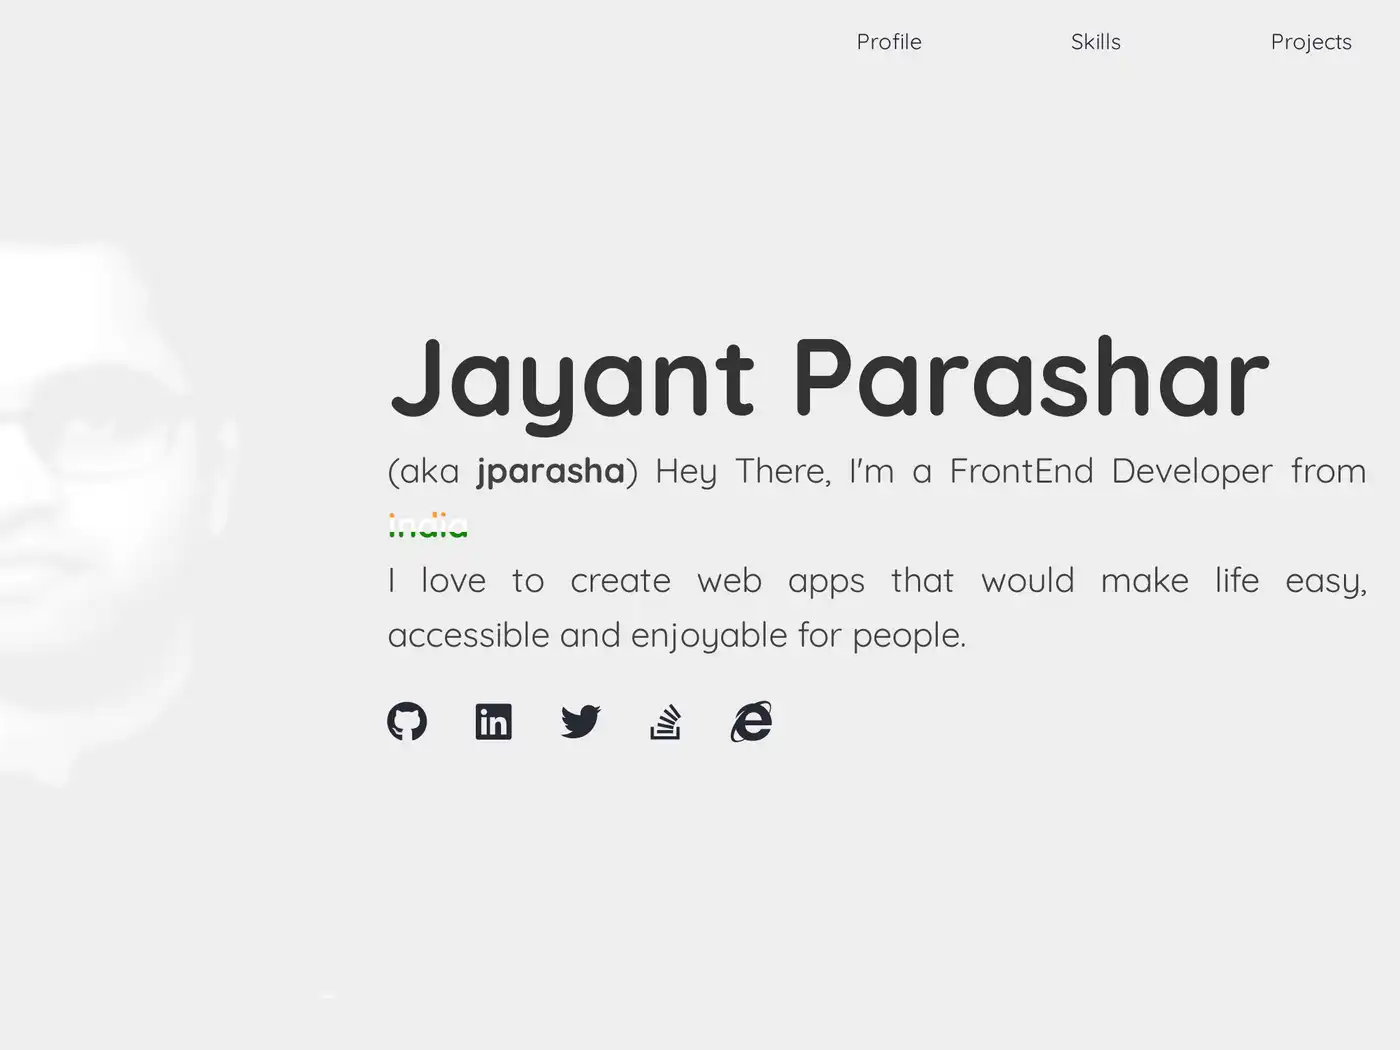 Profile Skills Projects
Jayant Parashar
(aka jparasha) Hey There, I'm a FrontEnd Developer from
india
I love to create web apps that would make life easy,
accessible and enjoyable for people.
in